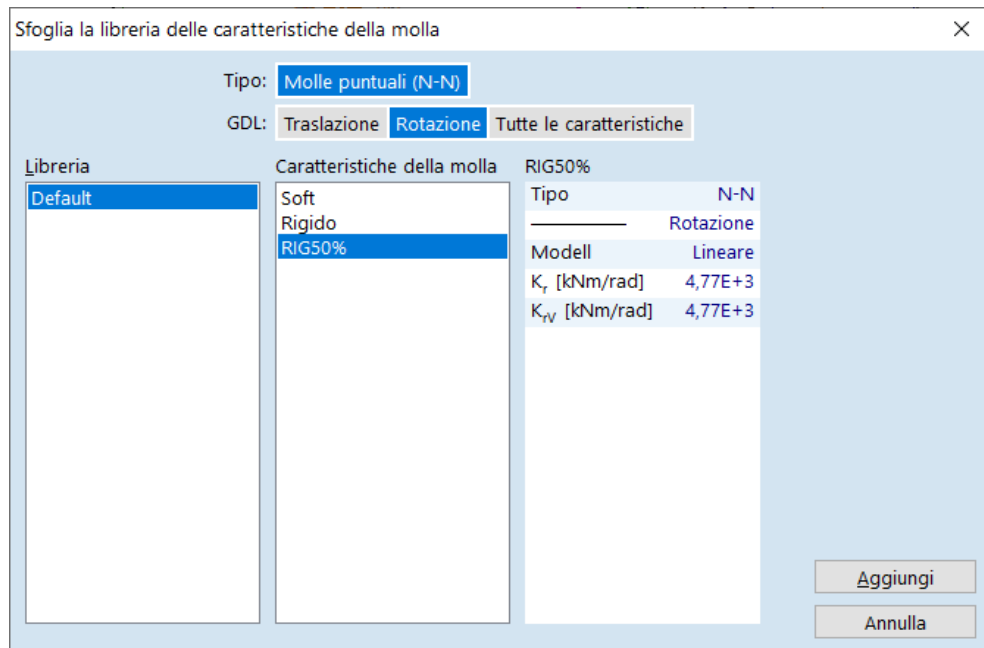 Sfoglia la libreria delle caratteristiche della molla
Tipo: Molle puntuali (N-N)
GDL: Traslazione Rotazione Tutte le caratteristiche
Libreria
Default
Caratteristiche della molla
Soft
Rigido
RIG50%
RIG50%
Tipo N-N
Rotazione
Modell Lineare
Kr [kNm/rad] 4,77E+3
KrV [kNm/rad] 4,77E+3
Aggiungi
Annulla